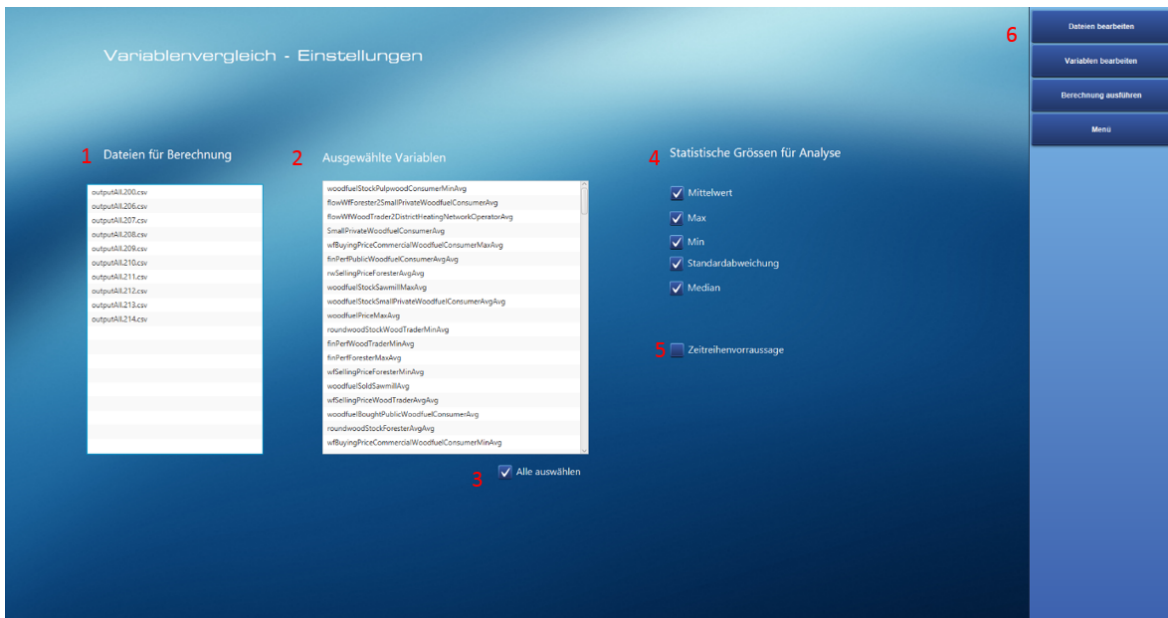 Variablenvergleich - Einstellungen
1 Dateien für Berechnung
outputAll.200.csv
outputAll.206.csv
outputAll.207.csv
outputAll.208.csv
outputAll.209.csv
outputAll.210.csv
outputAll.211.csv
outputAll.212.csv
outputAll.213.csv
outputAll.214.csv
2 Ausgewählte Variablen
woodfuelStockPulpwoodConsumerMinAvg
flowWfForester2SmallPrivateWoodfuelConsumerAvg
flowWfWoodTrader2DistrictHeatingNetworkOperatorAvg
SmallPrivateWoodfuelConsumerAvg
wfBuyingPriceCommercialWoodfuelConsumerMaxAvg
finPerfPublicWoodfuelConsumerAvgAvg
rwSellingPriceForesterAvgAvg
woodfuelStockSawmillMaxAvg
woodfuelStockSmallPrivateWoodfuelConsumerAvgAvg
woodfuelPriceMaxAvg
roundwoodStockWoodTraderMinAvg
finPerfWoodTraderMinAvg
finPerfForesterMaxAvg
wfSellingPriceForesterMinAvg
woodfuelSoldSawmillAvg
wfSellingPriceWoodTraderAvgAvg
woodfuelBoughtPublicWoodfuelConsumerAvg
roundwoodStockForesterAvgAvg
wfBuyingPriceCommercialWoodfuelConsumerMinAvg
3 Alle auswählen
4 Statistische Grössen für Analyse
Mittelwert
Max
Min
Standardabweichung
Median
5 Zeitreihenvorraussage
6 Dateien bearbeiten
Variablen bearbeiten
Berechnung ausführen
Menü